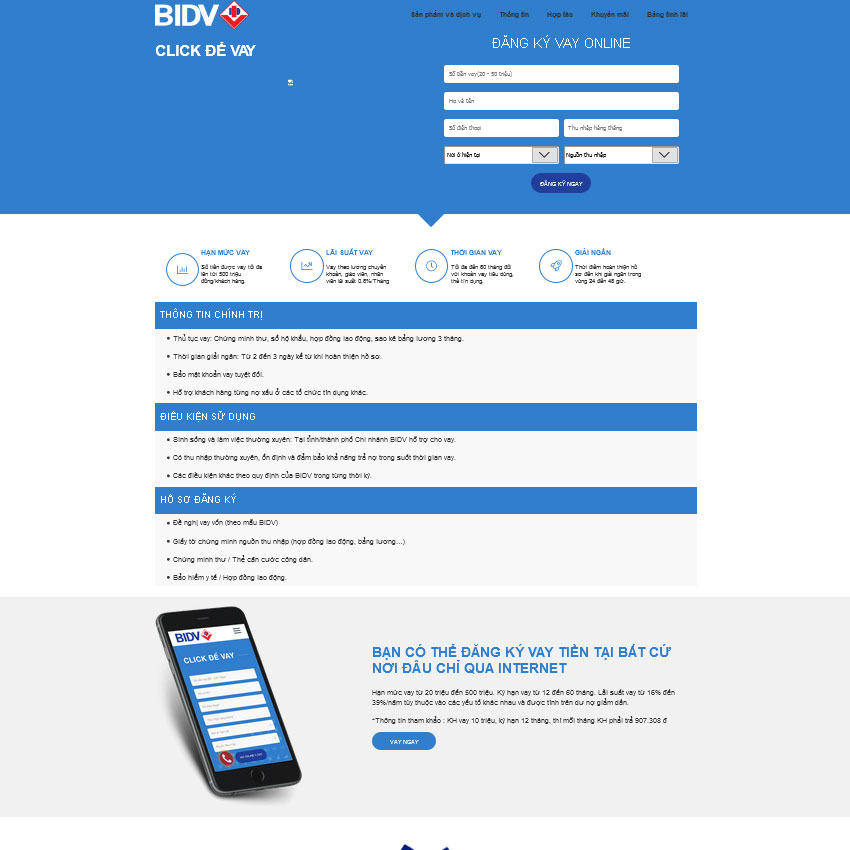 BIDV
Sản phẩm và dịch vụ Thông tin Hợp tác Khuyến mãi Bảng tính lãi
CLICK ĐỂ VAY
ĐĂNG KÝ VAY ONLINE
Số tiền vay(20 - 50 triệu)
Họ và tên
Số điện thoại Thu nhập hàng tháng
Nơi ở hiện tại Nguồn thu nhập
ĐĂNG KÝ NGAY
HẠN MỨC VAY
Số tiền được vay tối đa
lên tới 500 triệu
đồng/khách hàng.
LÃI SUẤT VAY
Vay theo lương chuyển
khoản, giáo viên, nhân
viên lãi suất 0.8%/Tháng
THỜI GIAN VAY
Tối đa đến 60 tháng đối
với khoản vay tiêu dùng,
thẻ tín dụng.
GIẢI NGÂN
Thời điểm hoàn thiện hồ
sơ đến khi giải ngân trong
vòng 24 đến 48 giờ.
THÔNG TIN CHÍNH TRỊ
Thủ tục vay: Chứng minh thư, sổ hộ khẩu, hợp đồng lao động, sao kê bảng lương 3 tháng.
Thời gian giải ngân: Từ 2 đến 3 ngày kể từ khi hoàn thiện hồ sơ.
Bảo mật khoản vay tuyệt đối.
Hỗ trợ khách hàng từng nợ xấu ở các tổ chức tín dụng khác.
ĐIỀU KIỆN SỬ DỤNG
Sinh sống và làm việc thường xuyên: Tại tỉnh/thành phố Chi nhánh BIDV hỗ trợ cho vay.
Có thu nhập thường xuyên, ổn định và đảm bảo khả năng trả nợ trong suốt thời gian vay.
Các điều kiện khác theo quy định của BIDV trong từng thời kỳ.
HỒ SƠ ĐĂNG KÝ
Đề nghị vay vốn (theo mẫu BIDV)
Giấy tờ chứng minh nguồn thu nhập (hợp đồng lao động, bảng lương...)
Chứng minh thư / Thẻ căn cước công dân.
Bảo hiểm y tế / Hợp đồng lao động.
BIDV
CLICK ĐỂ VAY
BẠN CÓ THỂ ĐĂNG KÝ VAY TIỀN TẠI BẤT CỨ
NƠI ĐÂU CHỈ QUA INTERNET
Hạn mức vay từ 20 triệu đến 500 triệu. Kỳ hạn vay từ 12 đến 60 tháng. Lãi suất vay từ 16% đến
39%/năm tùy thuộc vào các yếu tố khác nhau và được tính trên dư nợ giảm dần.
*Thông tin tham khảo : KH vay 10 triệu, kỳ hạn 12 tháng, thì mỗi tháng KH phải trả 907.308 đ
VAY NGAY